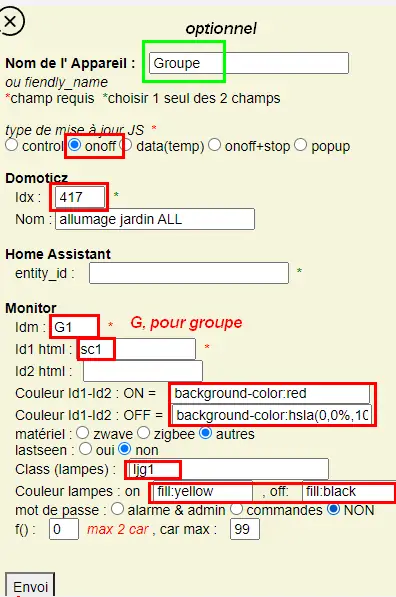 optionnel
Nom de l' Appareil : Groupe
ou fiendly_name
*champ requis *choisir 1 seul des 2 champs
type de mise à jour JS *
control onoff data(temp) onoff+stop popup
Domoticz
Idx : 417 *
Nom : allumage jardin ALL
Home Assistant
entity_id : *
Monitor
Idm : G1 * G, pour groupe
Id1 html : sc1 *
Id2 html :
Couleur Id1-Id2 : ON = background-color:red
Couleur Id1-Id2 : OFF = background-color:hsla(0,0%,10
matériel : zwave zigbee autres
lastseen : oui non
Class (lampes) : ljg1
Couleur lampes : on fill:yellow , off: fill:black
mot de passe : alarme & admin commandes NON
f() : 0 max 2 car , car max : 99
Envoi